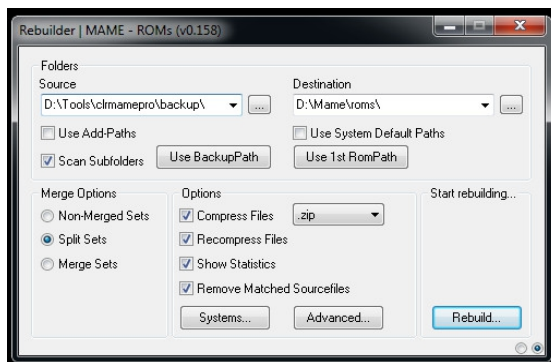 Rebuilder | MAME - ROMs (v0.158)
Folders
Source
Destination
D:\Tools\clrmamepro\backup\
...
D:\Mame\roms\
...
Use Add-Paths
Use System Default Paths
Scan Subfolders
Use BackupPath
Use 1st RomPath
Merge Options
Non-Merged Sets
Split Sets
Merge Sets
Options
Compress Files
.zip
Recompress Files
Show Statistics
Remove Matched Sourcefiles
Systems...
Advanced...
Start rebuilding...
Rebuild...